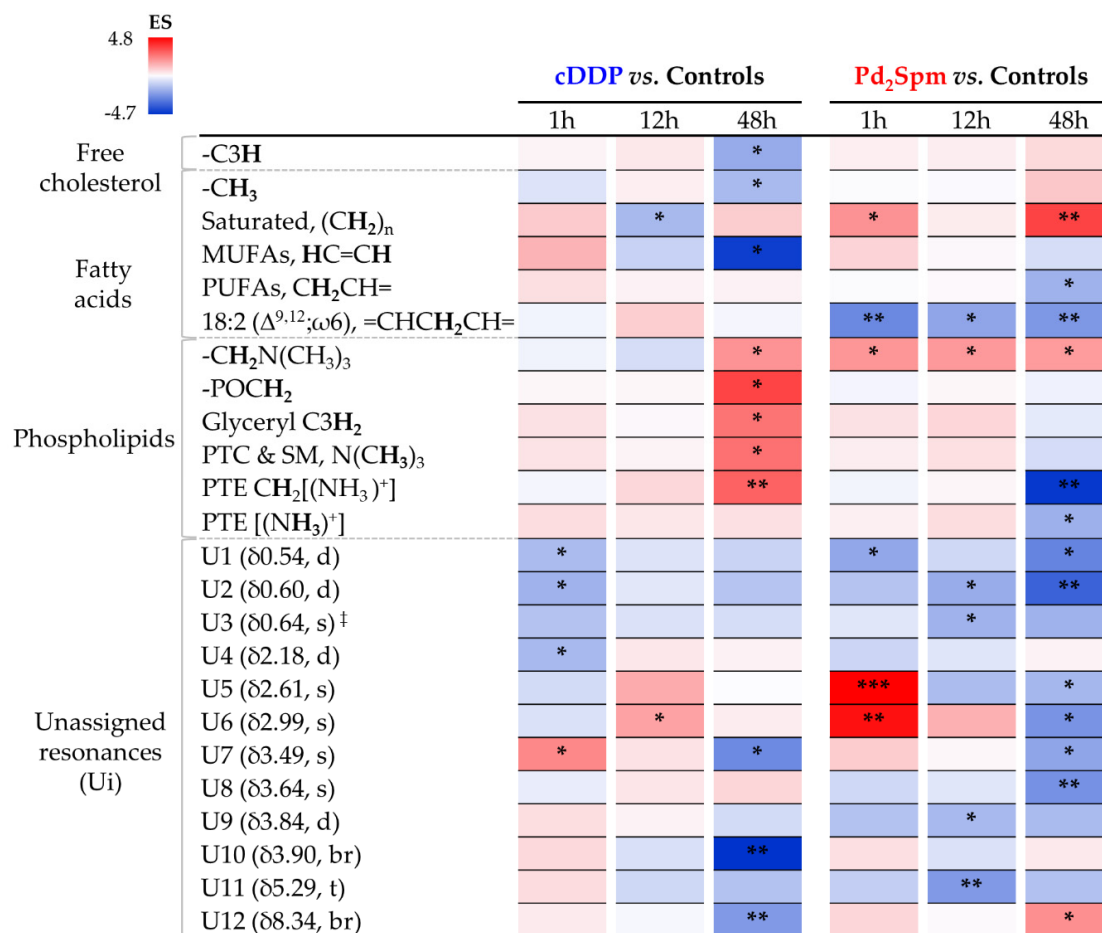 ES
4.8
-4.7
cDDP vs. Controls Pd₂Spm vs. Controls
1h 12h 48h 1h 12h 48h
Free cholesterol
-C3H *
Fatty acids
-CH₃ *
Saturated, (CH₂)ₙ * * **
MUFAs, HC=CH *
PUFAs, CH₂CH= *
18:2 (Δ⁹,¹²;ω6), =CHCH₂CH= ** * **
Phospholipids
-CH₂N(CH₃)₃ * * * *
-POCH₂ *
Glyceryl C3H₂ *
PTC & SM, N(CH₃)₃ *
PTE CH₂[(NH₃)⁺] ** **
PTE [(NH₃)⁺] *
Unassigned resonances (Ui)
U1 (δ0.54, d) * * *
U2 (δ0.60, d) * * **
U3 (δ0.64, s) ‡ *
U4 (δ2.18, d) *
U5 (δ2.61, s) *** *
U6 (δ2.99, s) * ** *
U7 (δ3.49, s) * * *
U8 (δ3.64, s) **
U9 (δ3.84, d) *
U10 (δ3.90, br) **
U11 (δ5.29, t) **
U12 (δ8.34, br) ** *